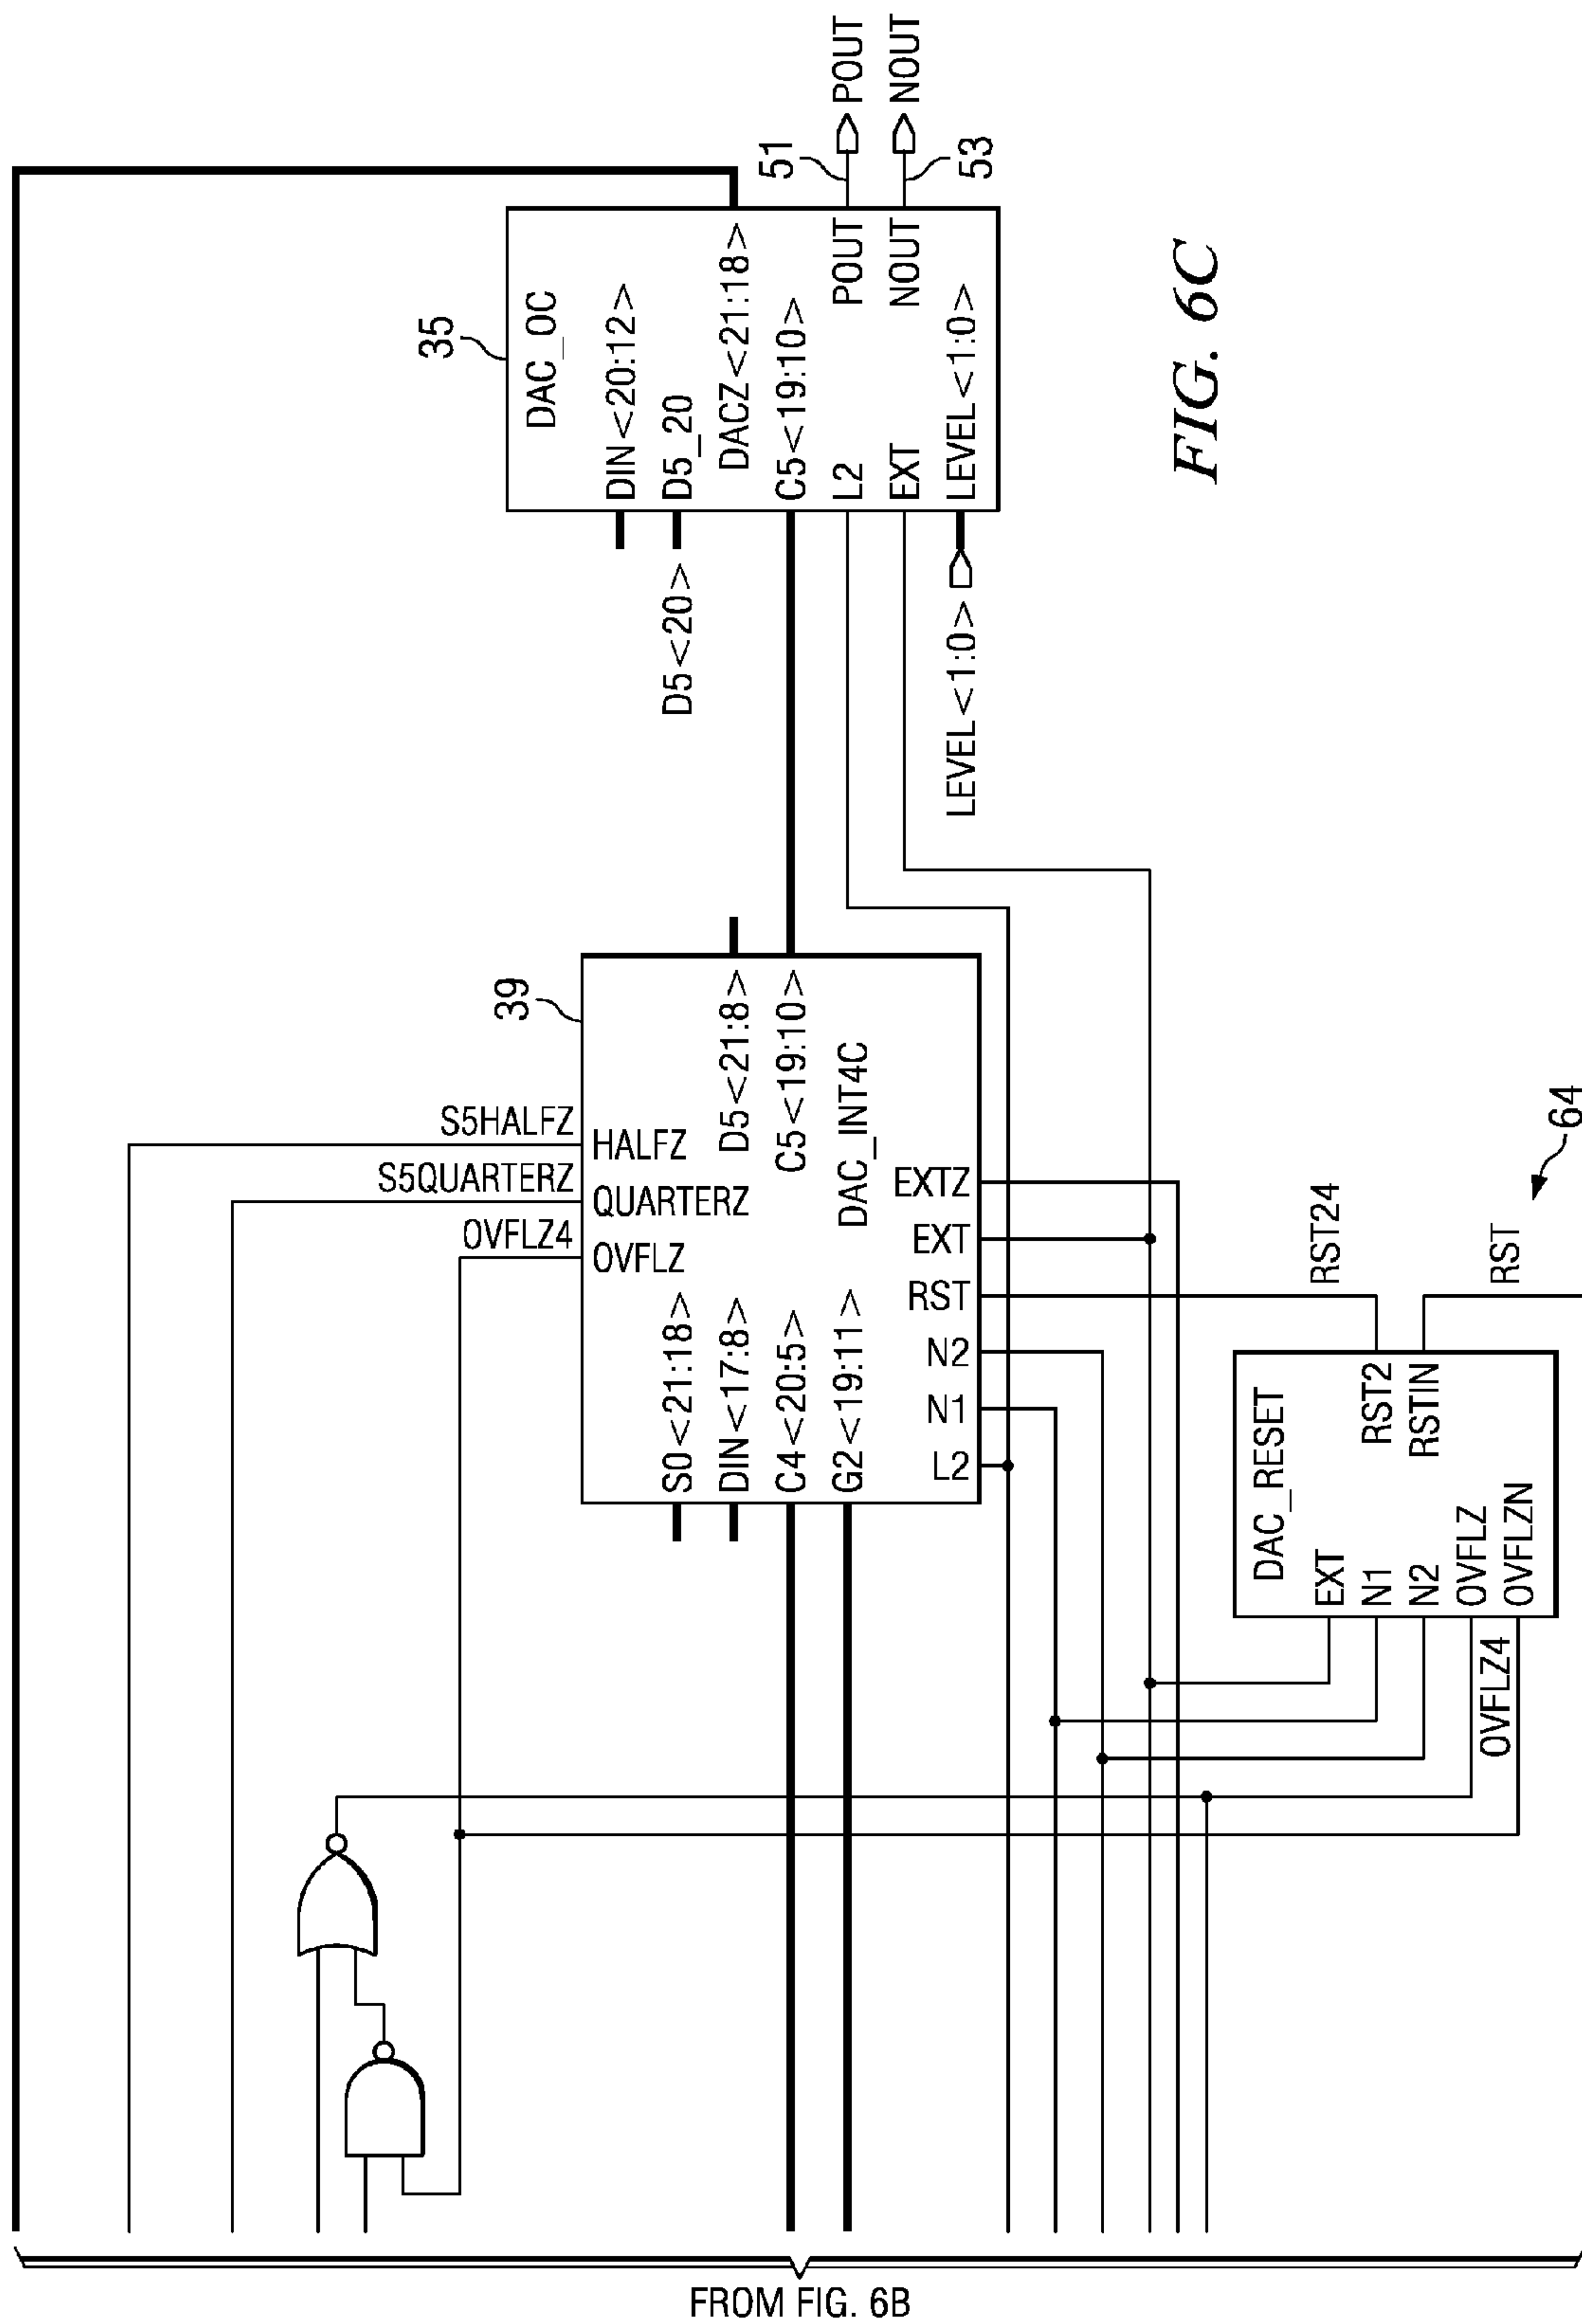 35
DAC_OC
DIN<20:12>
D5<20>
D5_20
DACZ<21:18>
C5<19:10>
L2
POUT
51
POUT
EXT
NOUT
53
NOUT
LEVEL<1:0>
LEVEL<1:0>
39
S5HALFZ
HALFZ
S5QUARTERZ
QUARTERZ
OVFLZ4
OVFLZ
S0<21:18>
DIN<17:8>
D5<21:8>
C4<20:5>
C5<19:10>
G2<19:11>
DAC_INT4C
L2
N1
N2
RST
EXT
EXTZ
DAC_RESET
EXT
N1
RST2
RST24
N2
RSTIN
RST
OVFLZ
OVFLZ4
OVFLZN
64
FROM FIG. 6B
FIG. 6C